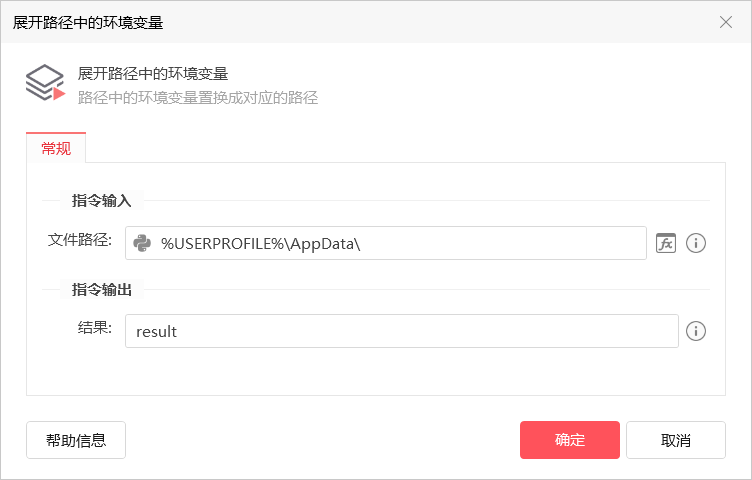 展开路径中的环境变量
展开路径中的环境变量
路径中的环境变量置换成对应的路径
常规
指令输入
文件路径: %USERPROFILE%\AppData\ fx
指令输出
结果: result
帮助信息 确定 取消